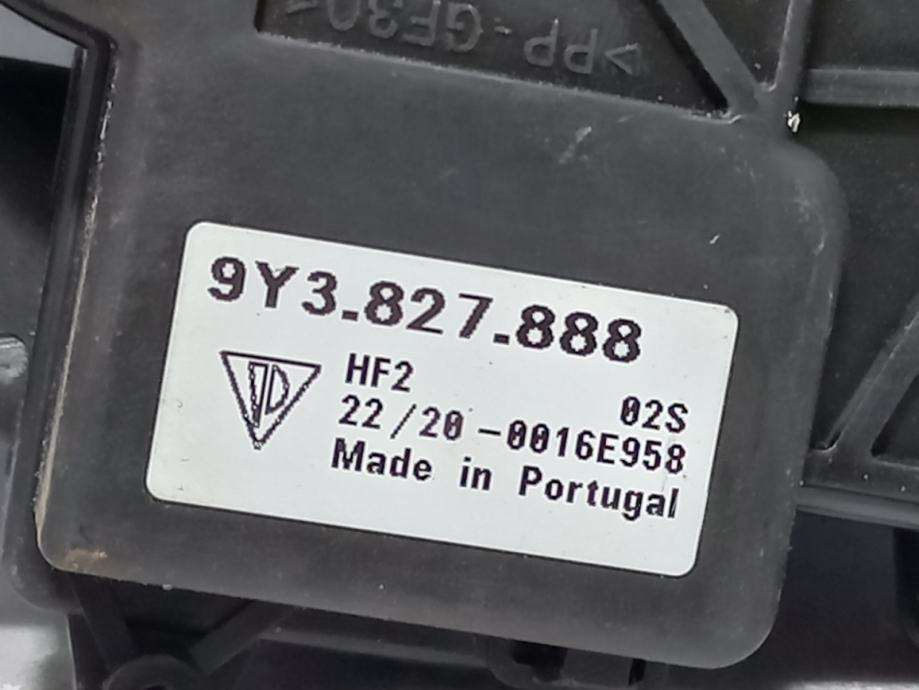 >PP-GF30<
9Y3.827.888
HF2
02S
22/20 -0016E958
Made in Portugal